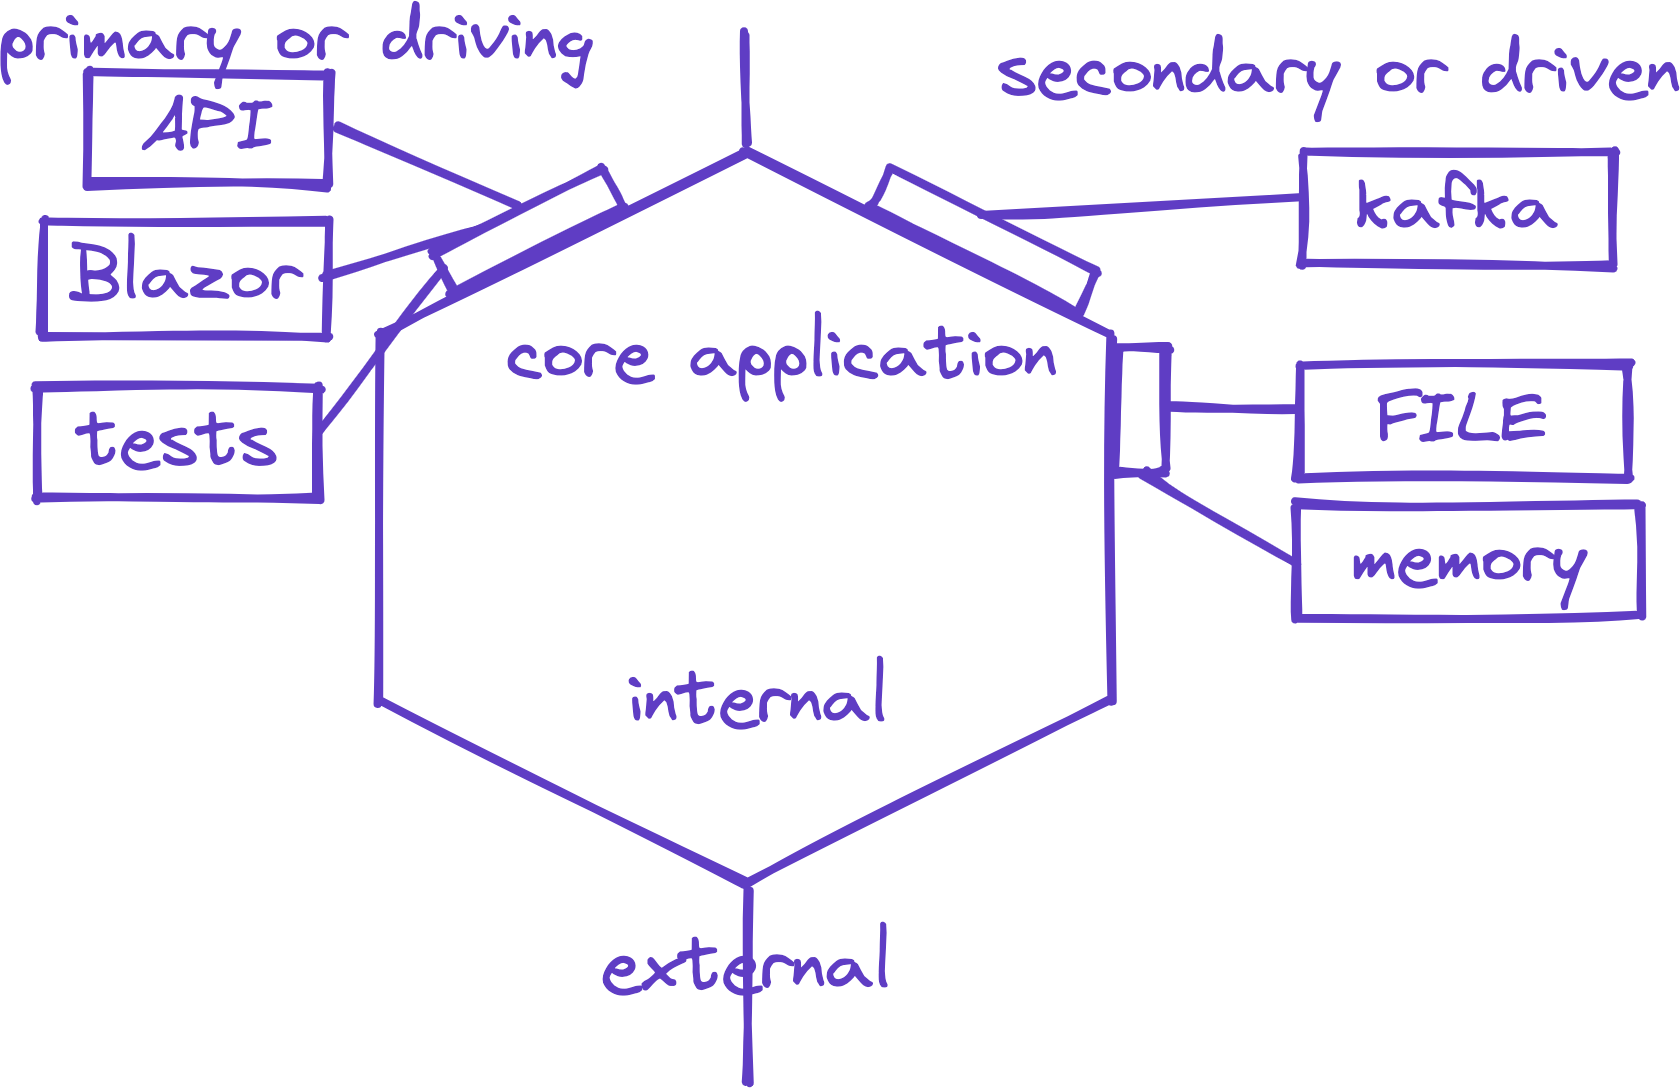 primary or driving
secondary or driven
API
Blazor
tests
kafka
FILE
memory
core application
internal
external